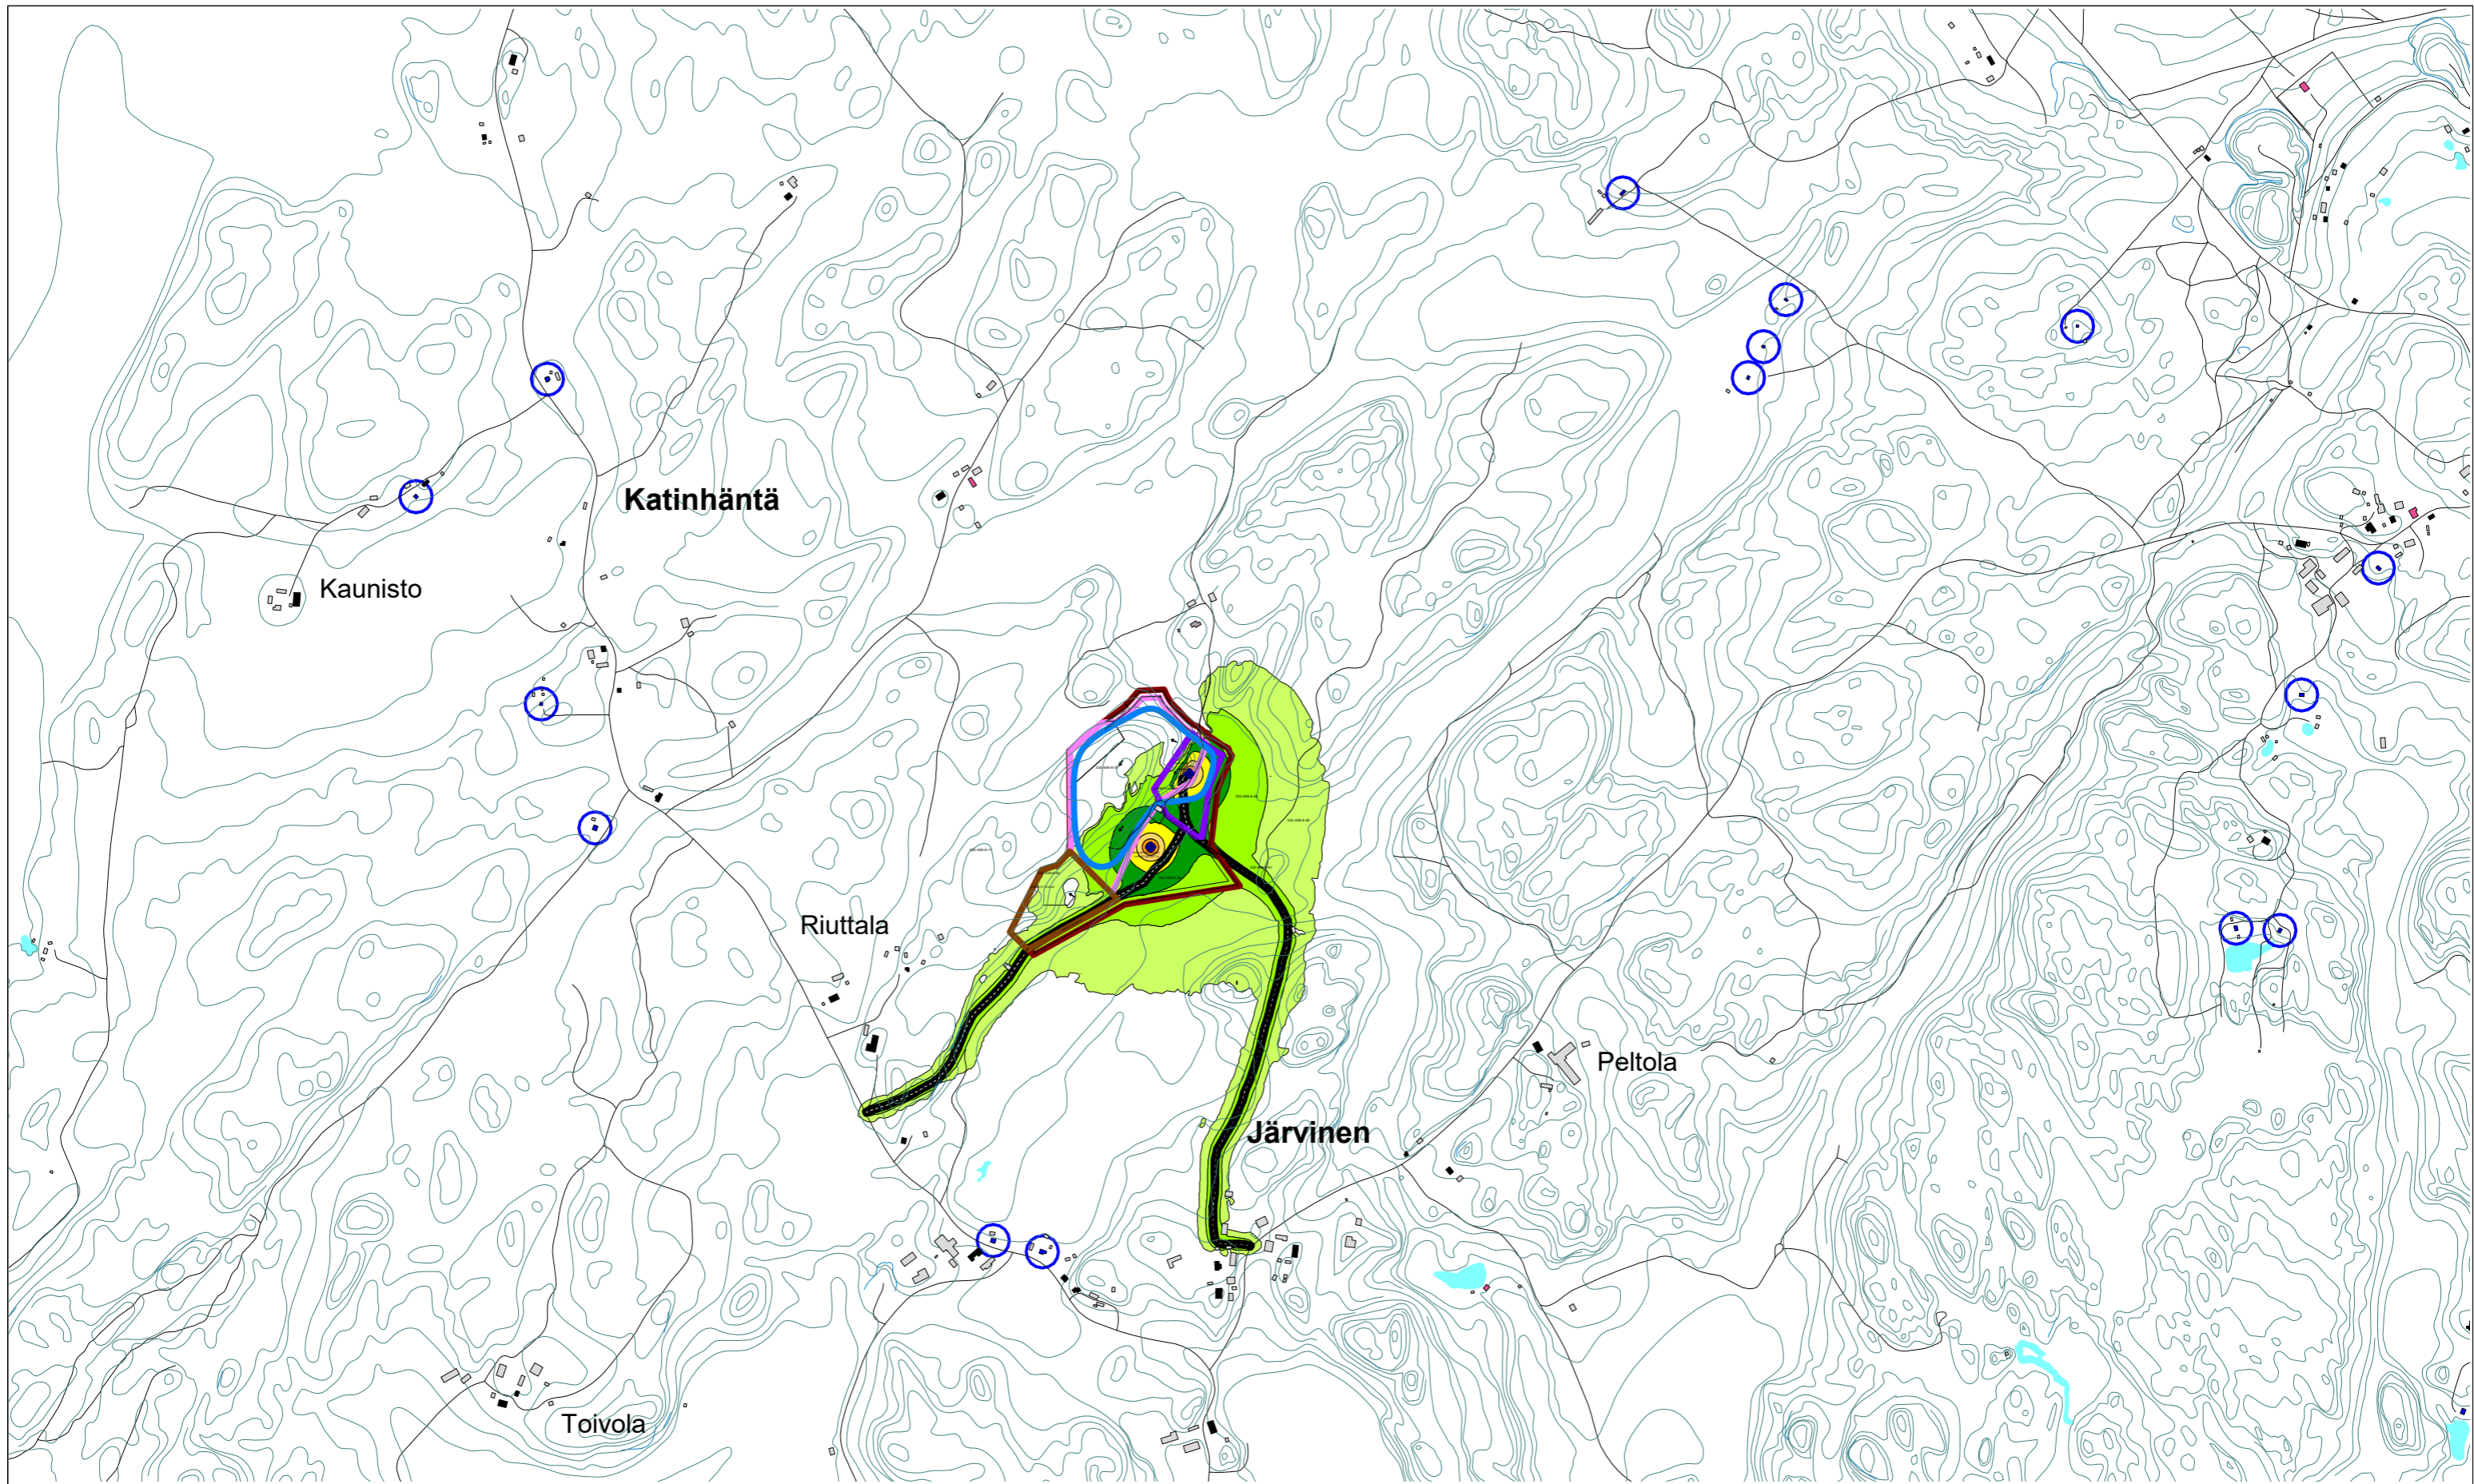 Katinhäntä
Kaunisto
Riuttala
Peltola
Järvinen
Toivola